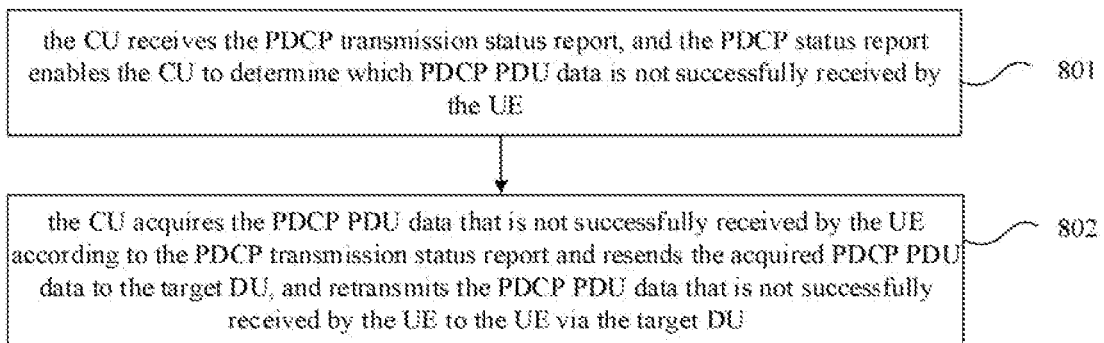 the CU receives the PDCP transmission status report, and the PDCP status report
enables the CU to determine which PDCP PDU data is not successfully received by
the UE
801
the CU acquires the PDCP PDU data that is not successfully received by the UE
according to the PDCP transmission status report and resends the acquired PDCP PDU
data to the target DU, and retransmits the PDCP PDU data that is not successfully
received by the UE to the UE via the target DU
802